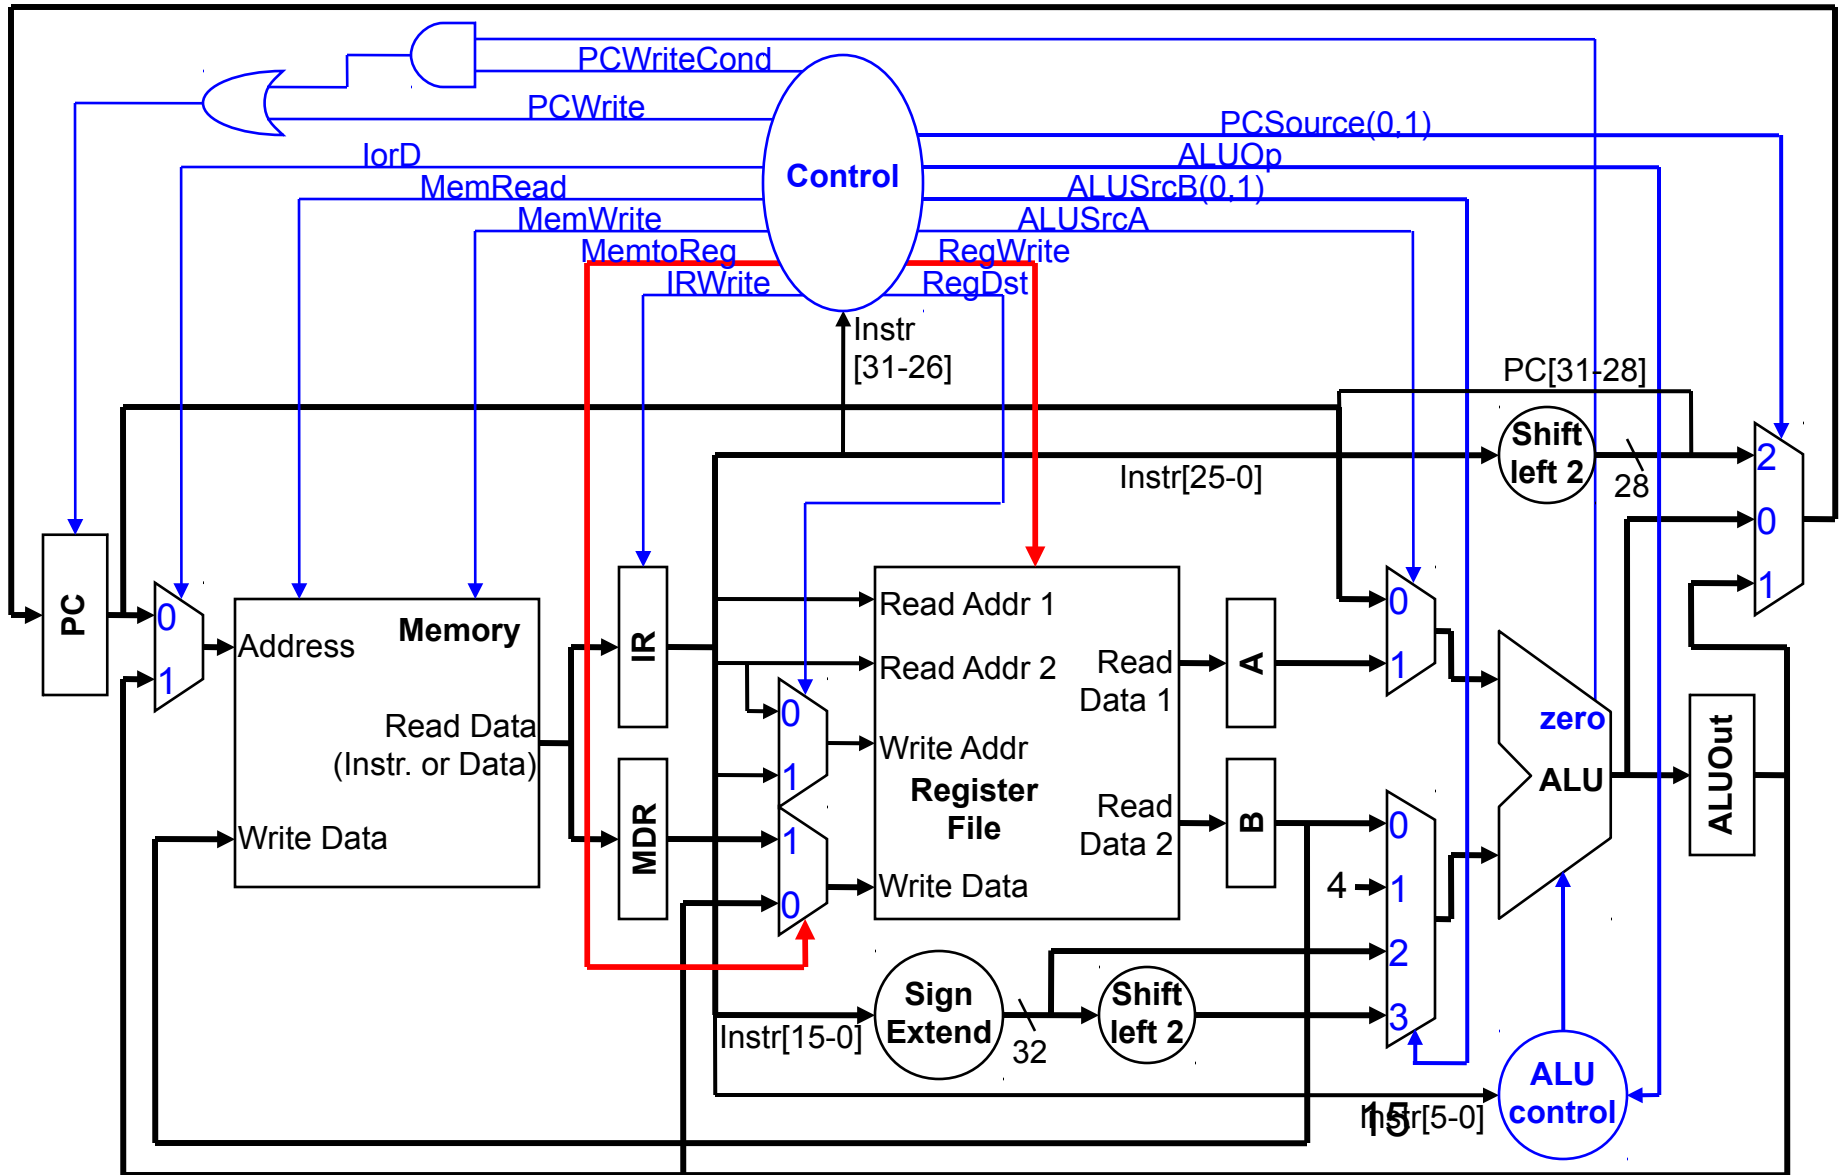 PCWriteCond
PCWrite
PCSource(0,1)
IorD
ALUOp
Control
MemRead
ALUSrcB(0,1)
MemWrite
ALUSrcA
MemtoReg
RegWrite
IRWrite
RegDst
Instr
[31-26]
PC[31-28]
Shift
left 2
2
Instr[25-0]
28
0
1
PC
0
1
Address
Memory
Read Data
(Instr. or Data)
Write Data
IR
MDR
0
1
1
0
Read Addr 1
Read Addr 2
Read
Data 1
Write Addr
Register
File
Read
Data 2
Write Data
A
B
0
1
0
4
1
2
3
zero
ALU
ALUOut
Sign
Extend
Shift
left 2
Instr[15-0]
32
ALU
control
Instr[5-0]
15